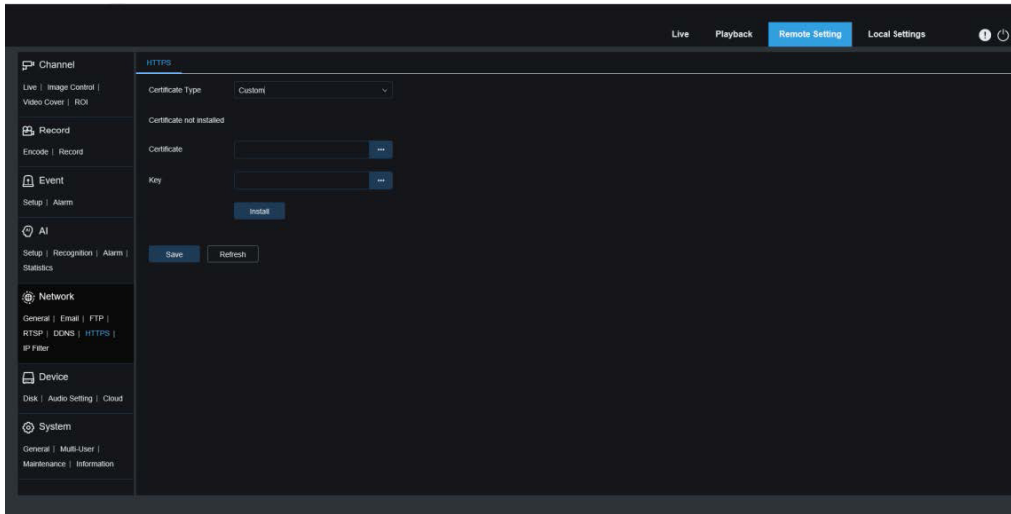 Live Playback Remote Setting Local Settings
Channel
Live | Image Control |
Video Cover | ROI
Record
Encode | Record
Event
Setup | Alarm
AI
Setup | Recognition | Alarm |
Statistics
Network
General | Email | FTP |
RTSP | DDNS | HTTPS |
IP Filter
Device
Disk | Audio Setting | Cloud
System
General | Multi-User |
Maintenance | Information
HTTPS
Certificate Type Custom
Certificate not installed
Certificate ...
Key ...
Install
Save Refresh